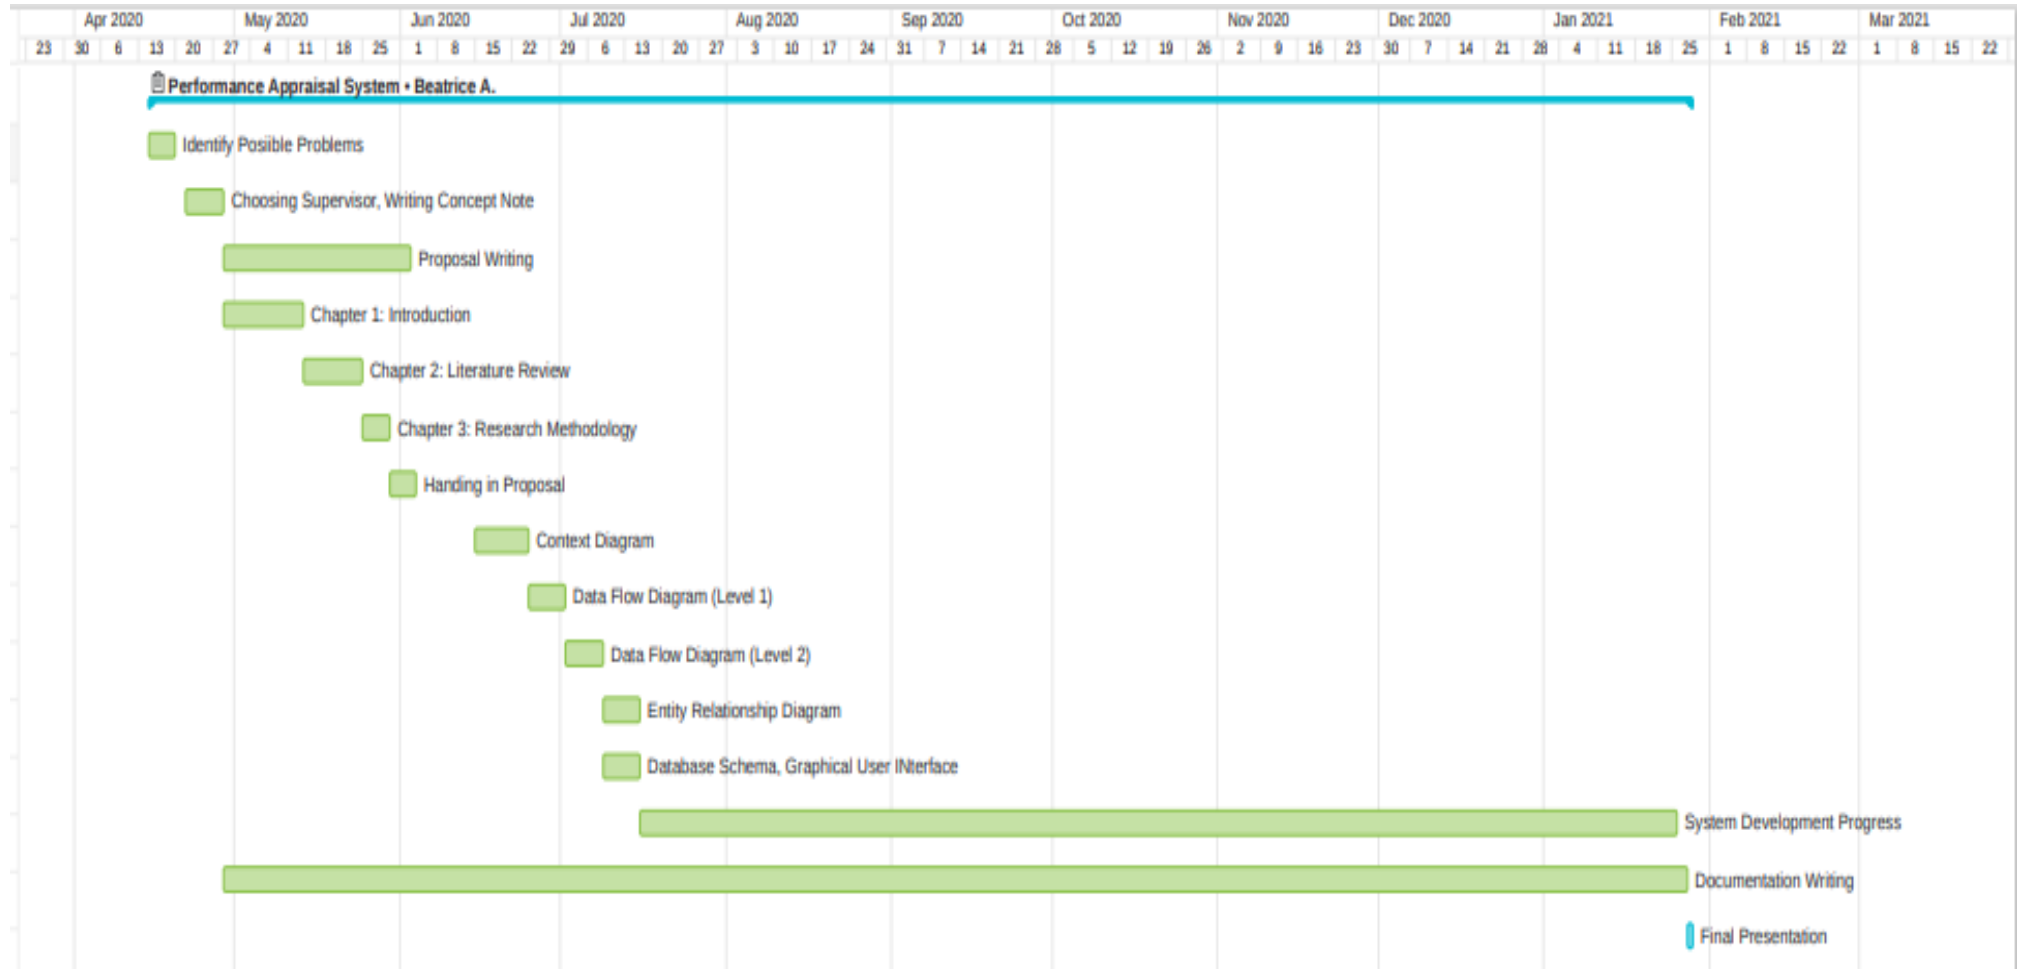 Apr 2020 May 2020 Jun 2020 Jul 2020 Aug 2020 Sep 2020 Oct 2020 Nov 2020 Dec 2020 Jan 2021 Feb 2021 Mar 2021
23 30 6 13 20 27 4 11 18 25 1 8 15 22 29 6 13 20 27 3 10 17 24 31 7 14 21 28 5 12 19 26 2 9 16 23 30 7 14 21 28 4 11 18 25 1 8 15 22 1 8 15 22
Performance Appraisal System • Beatrice A.
Identify Posiible Problems
Choosing Supervisor, Writing Concept Note
Proposal Writing
Chapter 1: Introduction
Chapter 2: Literature Review
Chapter 3: Research Methodology
Handing in Proposal
Context Diagram
Data Flow Diagram (Level 1)
Data Flow Diagram (Level 2)
Entity Relationship Diagram
Database Schema, Graphical User INterface
System Development Progress
Documentation Writing
Final Presentation